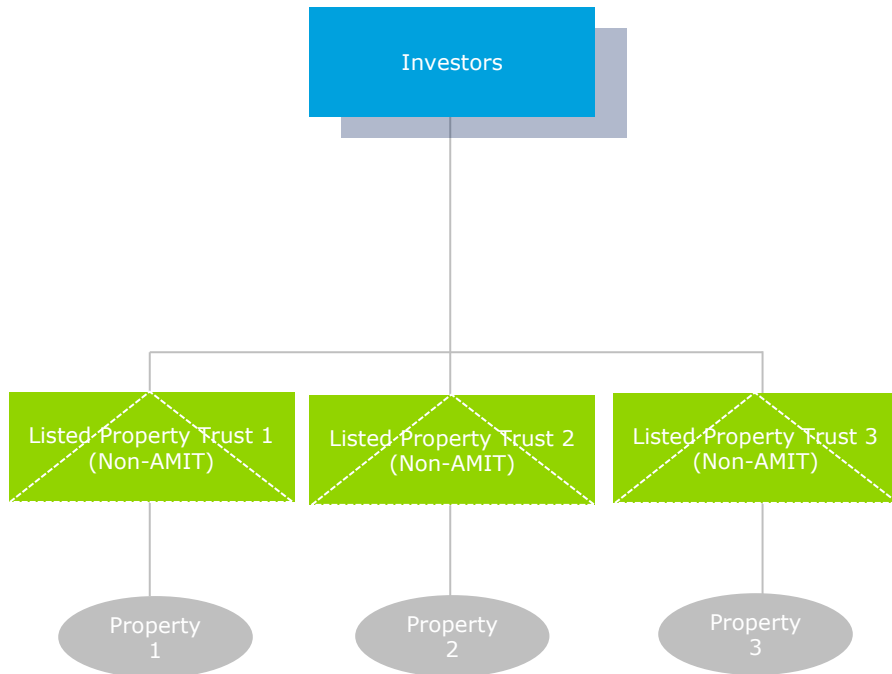 Investors
Listed Property Trust 1
(Non-AMIT)
Listed Property Trust 2
(Non-AMIT)
Listed Property Trust 3
(Non-AMIT)
Property
1
Property
2
Property
3